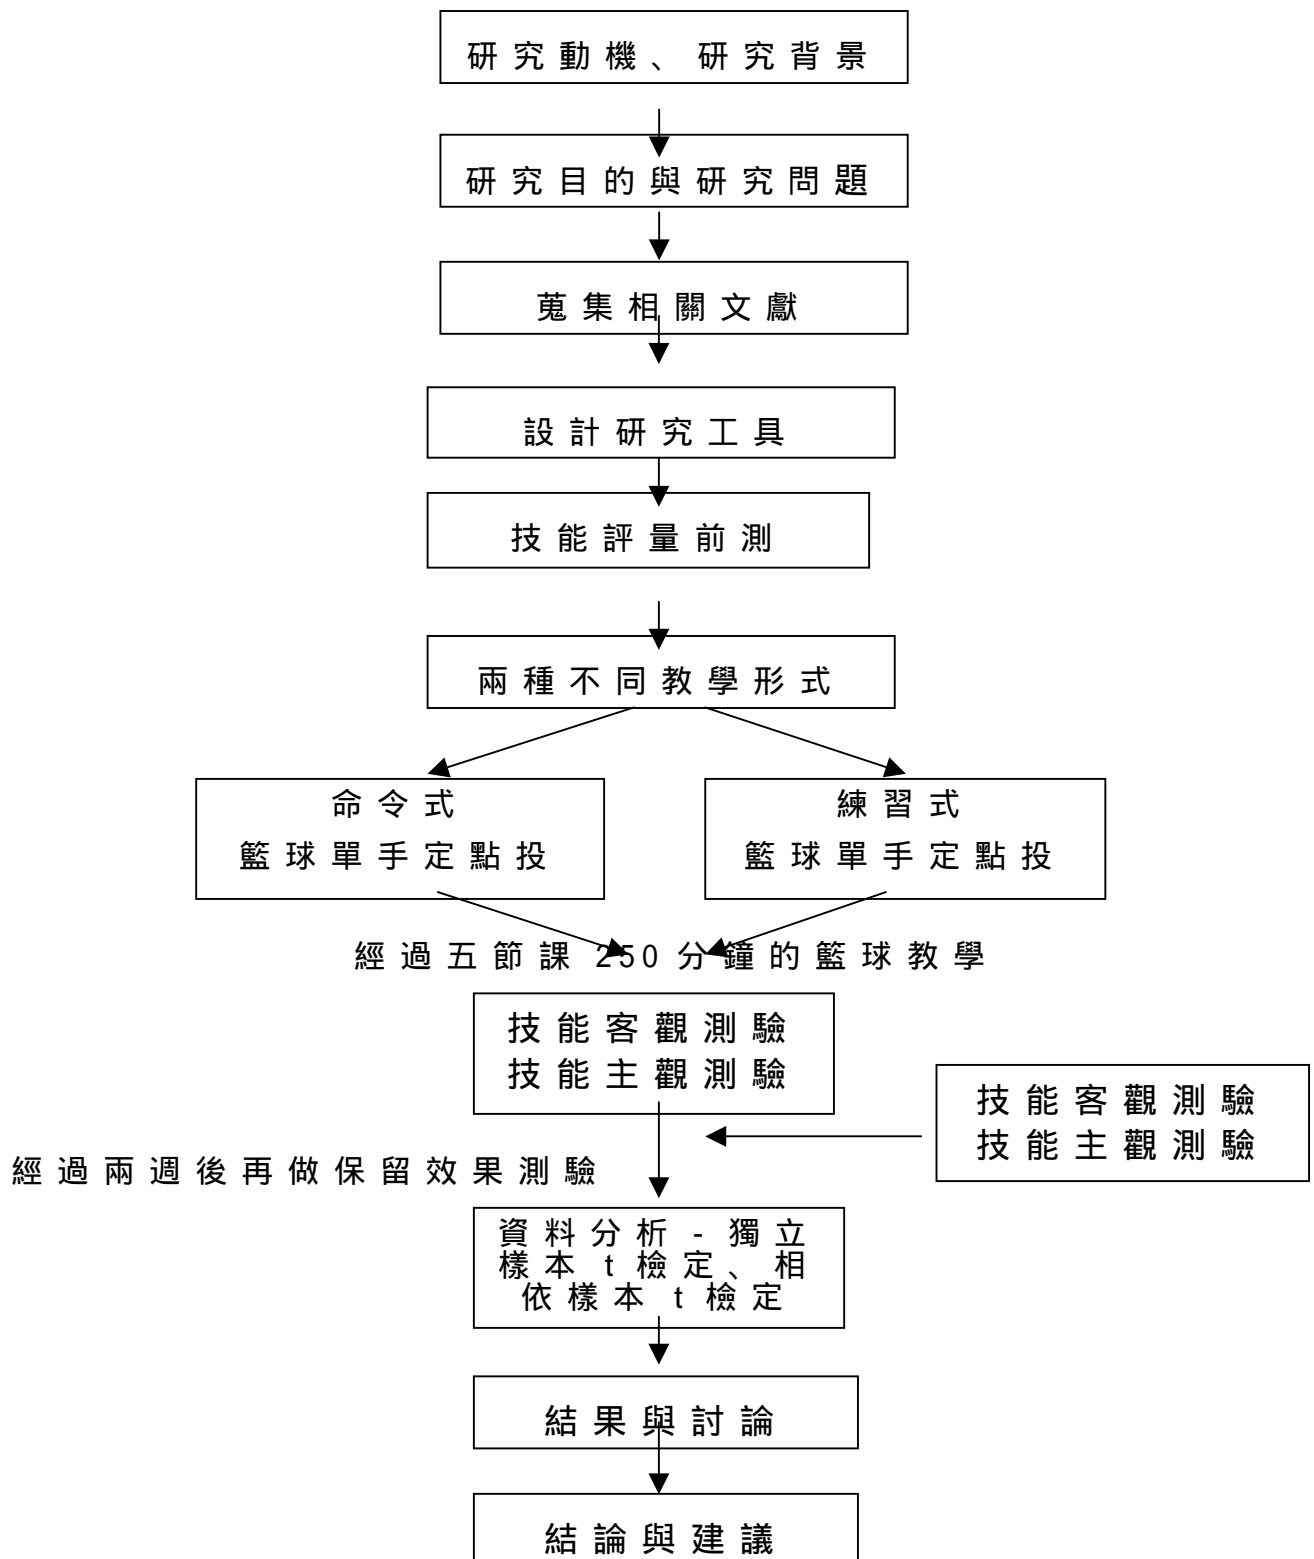 研究動機、研究背景
研究目的與研究問題
蒐集相關文獻
設計研究工具
技能評量前測
兩種不同教學形式
命令式
籃球單手定點投
練習式
籃球單手定點投
經過五節課 250 分鐘的籃球教學
技能客觀測驗
技能主觀測驗
技能客觀測驗
技能主觀測驗
經過兩週後再做保留效果測驗
資料分析 - 獨立
樣本 t 檢定、相
依樣本 t 檢定
結果與討論
結論與建議